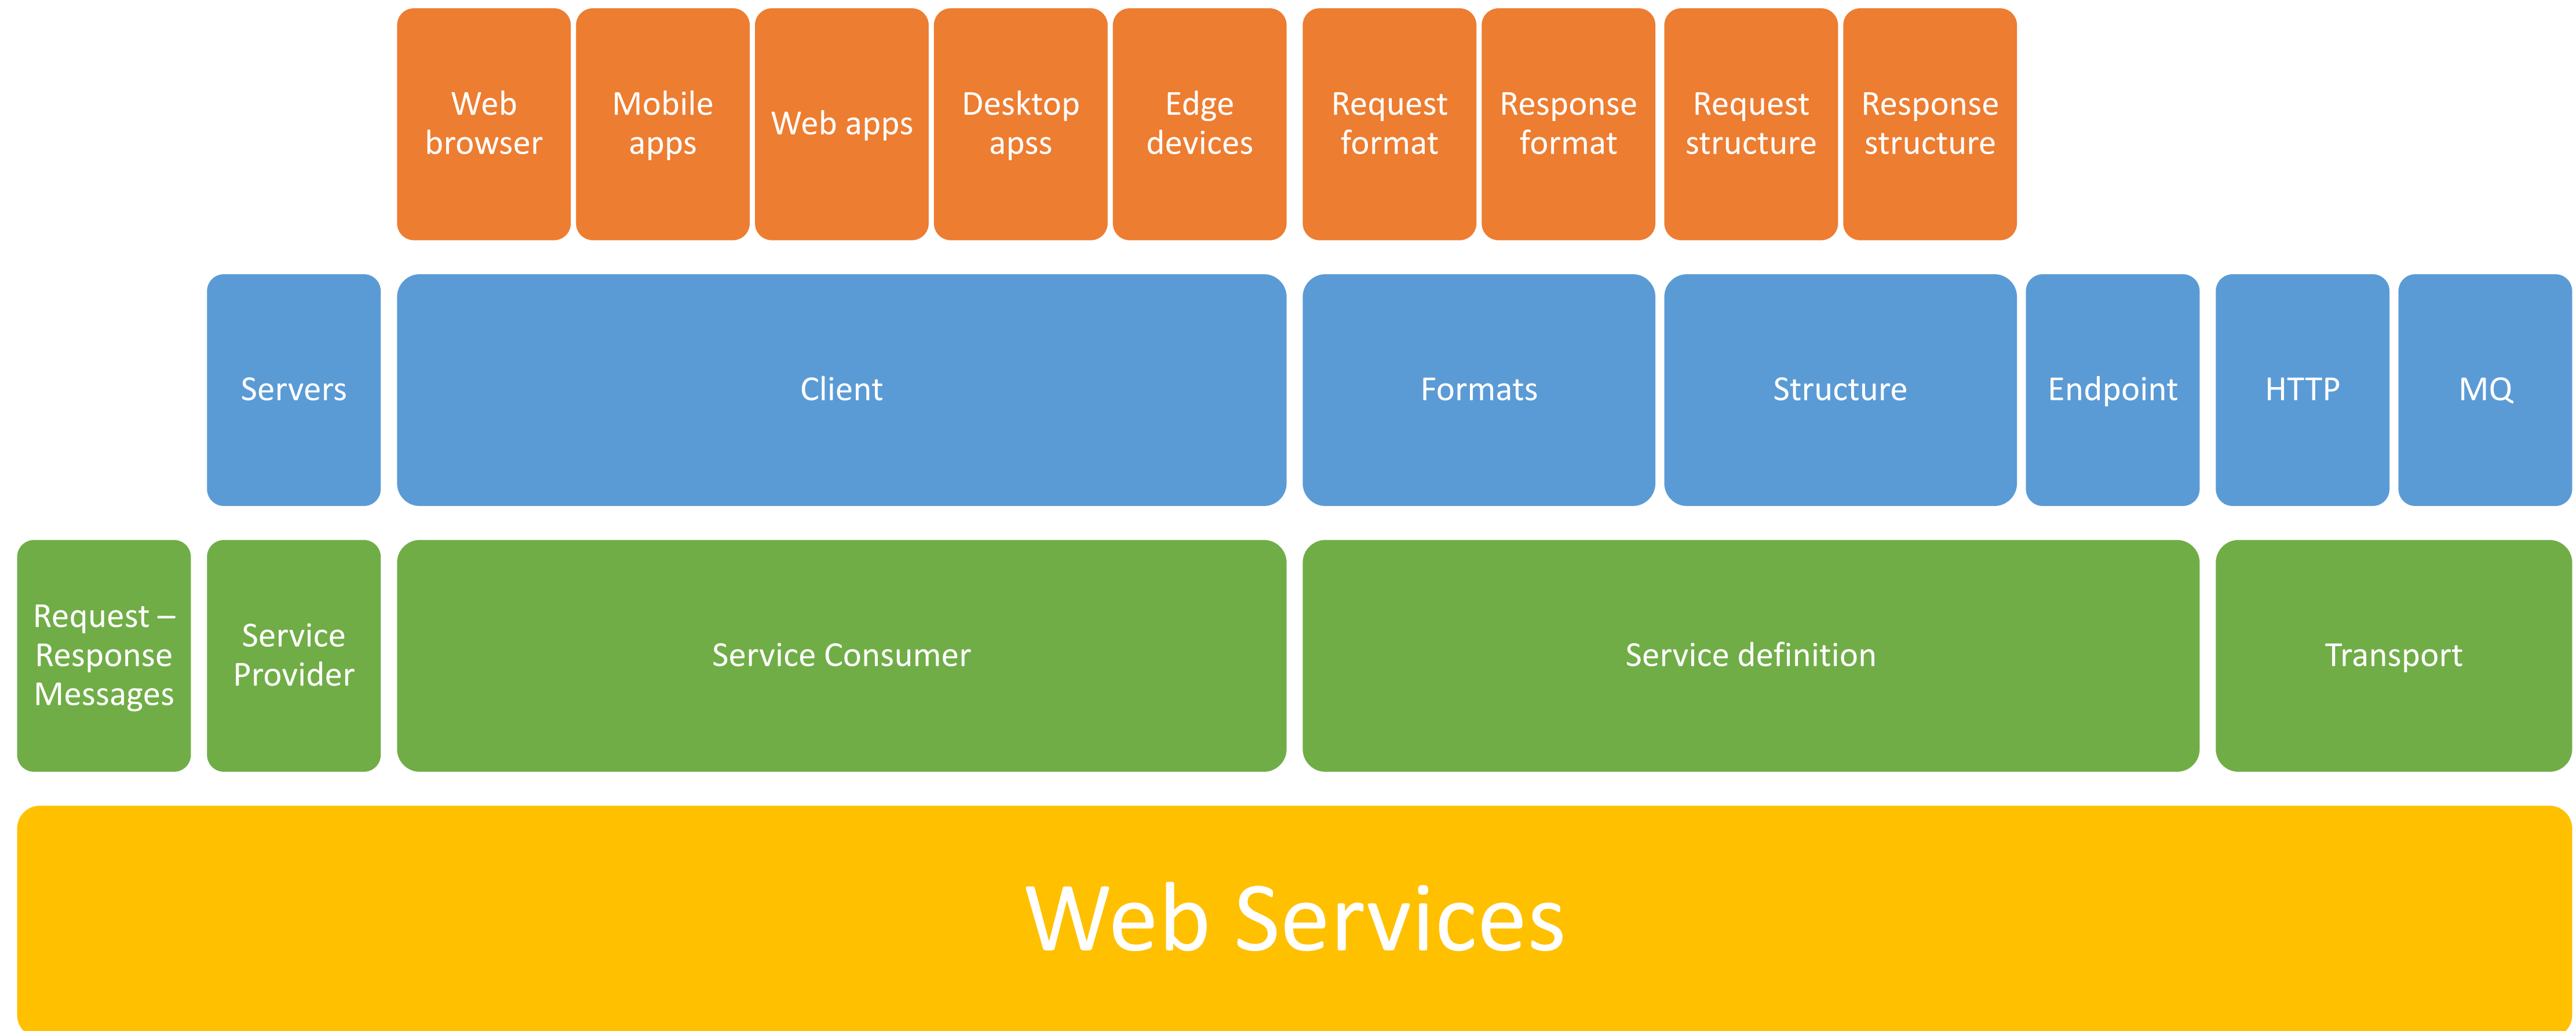 Web
browser
Mobile
apps
Web apps
Desktop
apss
Edge
devices
Request
format
Response
format
Request
structure
Response
structure
Servers
Client
Formats
Structure
Endpoint
HTTP
MQ
Request –
Response
Messages
Service
Provider
Service Consumer
Service definition
Transport
Web Services